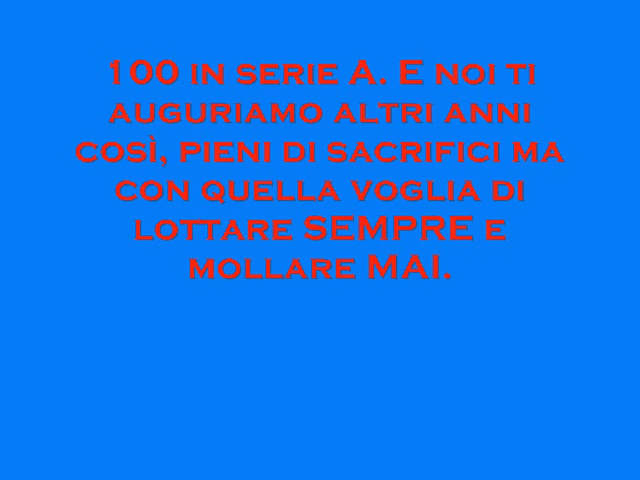 100 in serie A. E noi ti
auguriamo altri anni
così, pieni di sacrifici ma
con quella voglia di
lottare SEMPRE e
mollare MAI.